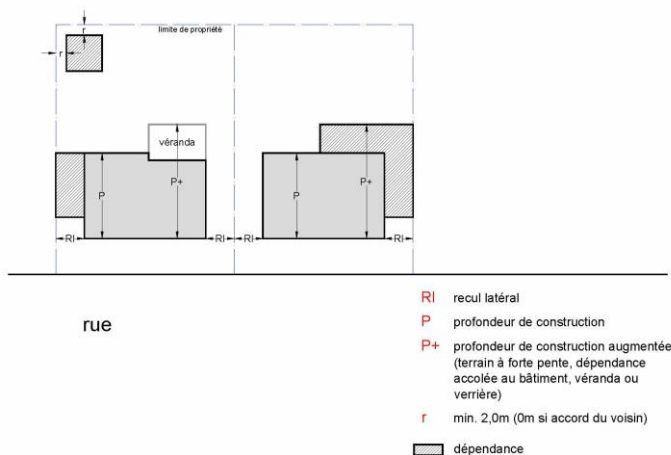 limite de propriété
r
r
véranda
P
P+
P
P+
Rl
Rl
Rl
Rl
rue
Rl recul latéral
P profondeur de construction
P+ profondeur de construction augmentée
(terrain à forte pente, dépendance
accolée au bâtiment, véranda ou
verrière)
r min. 2,0m (0m si accord du voisin)
dépendance